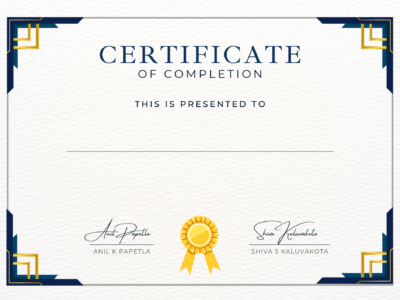 CERTIFICATE
OF COMPLETION
THIS IS PRESENTED TO
Anil Papetla
Shiva Kaluvakota
ANIL K PAPETLA
SHIVA S KALUVAKOTA